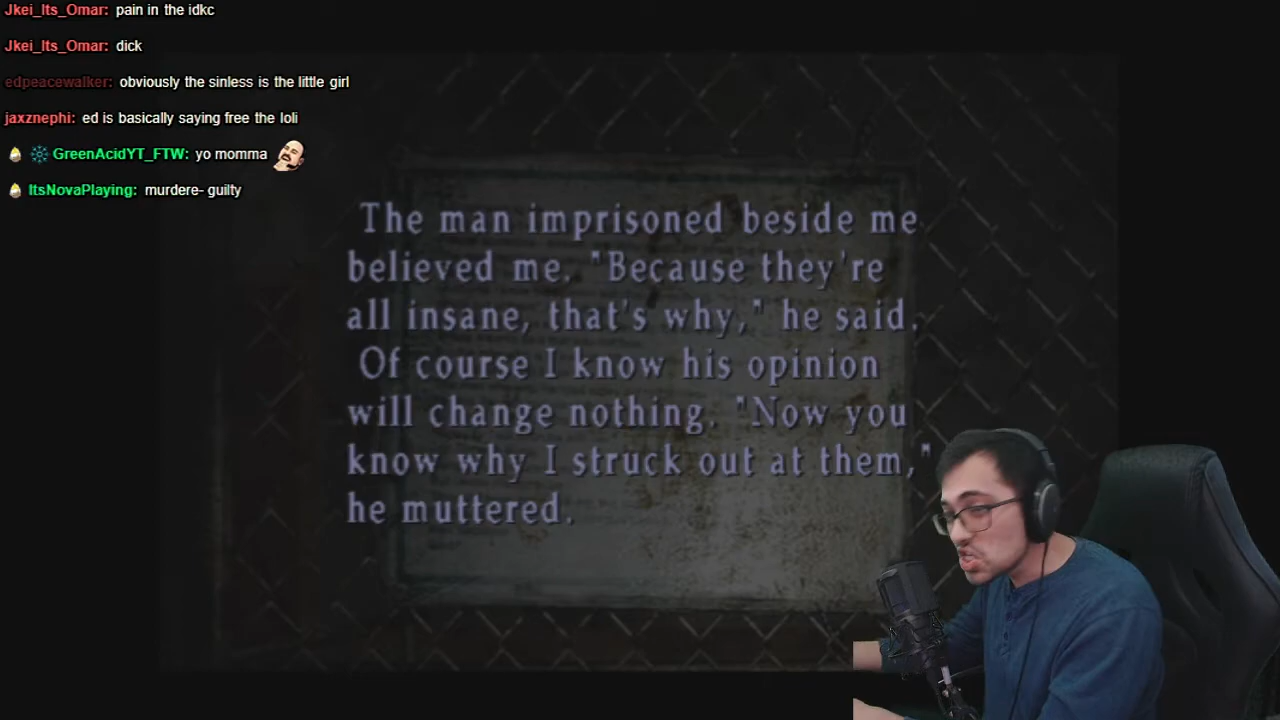 Jkei_Its_Omar: pain in the idkc
Jkei_Its_Omar: dick
edpeacewalker: obviously the sinless is the little girl
jaxznephi: ed is basically saying free the loli
GreenAcidYT_FTW: yo momma
ItsNovaPlaying: murdere- guilty
The man imprisoned beside me
believed me. "Because they're
all insane, that's why," he said.
Of course I know his opinion
will change nothing. "Now you
know why I struck out at them,"
he muttered.